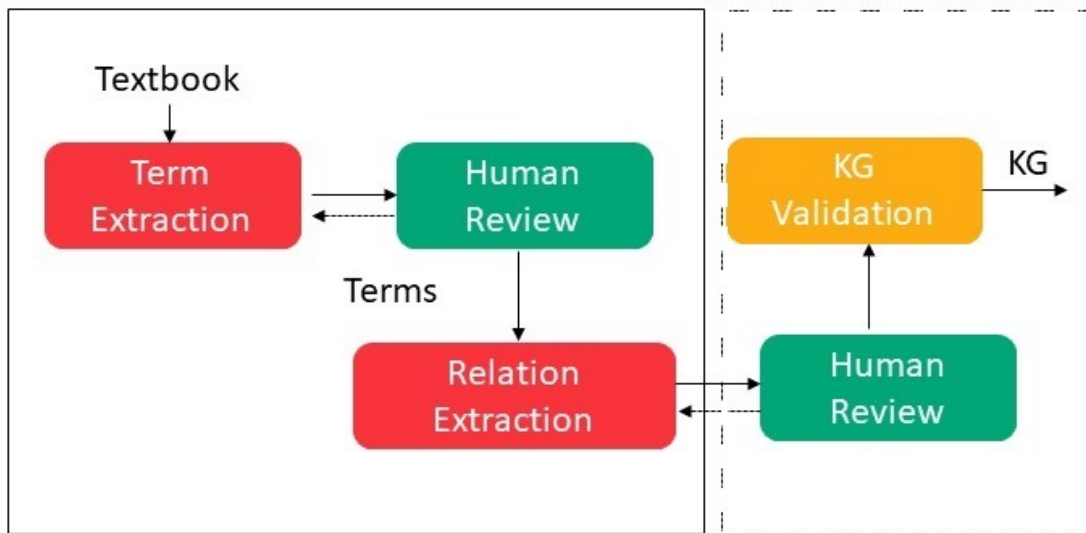 Textbook
Term
Extraction
Human
Review
Terms
Relation
Extraction
KG
Validation
KG
Human
Review